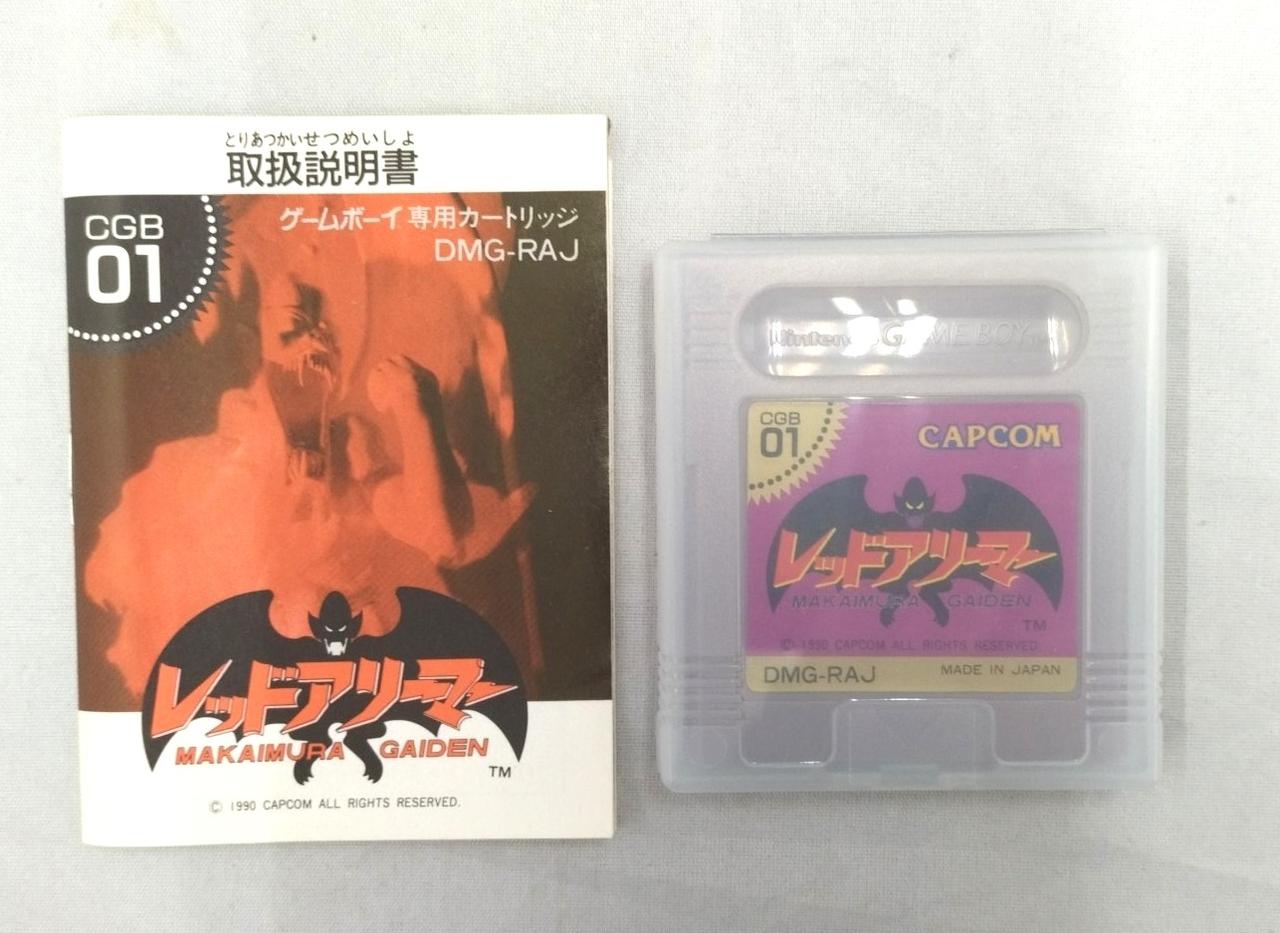 とりあつかいせつめいしょ
取扱説明書
CGB
01
ゲームボーイ専用カートリッジ
DMG-RAJ
レッドアリーマー
MAKAIMURA GAIDEN
TM
© 1990 CAPCOM ALL RIGHTS RESERVED.
Nintendo GAME BOY
CGB
01
CAPCOM
レッドアリーマー
MAKAIMURA GAIDEN
TM
© 1990 CAPCOM ALL RIGHTS RESERVED.
DMG-RAJ
MADE IN JAPAN